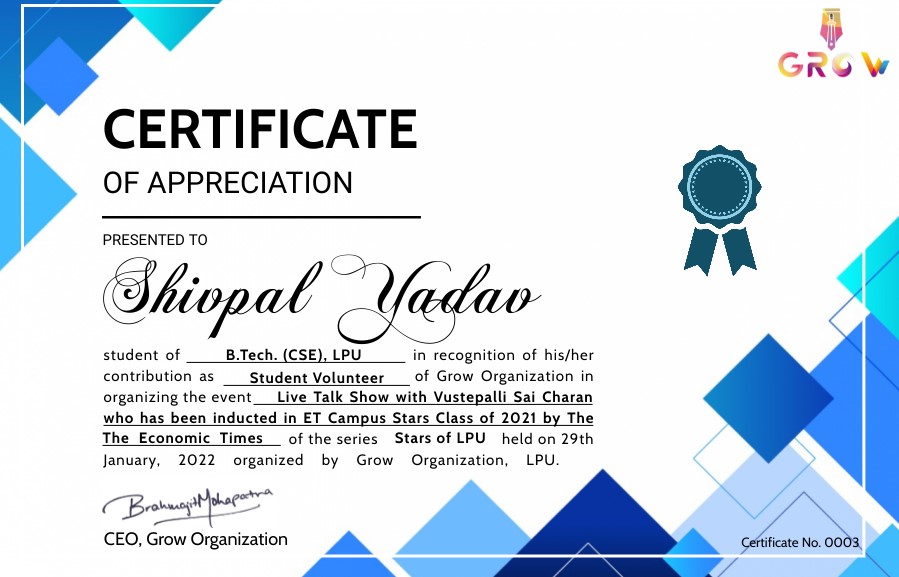 GROW
CERTIFICATE
OF APPRECIATION
PRESENTED TO
Shivpal Yadav
student of B.Tech. (CSE), LPU in recognition of his/her
contribution as Student Volunteer of Grow Organization in
organizing the event Live Talk Show with Vustepalli Sai Charan
who has been inducted in ET Campus Stars Class of 2021 by The
The Economic Times of the series Stars of LPU held on 29th
January, 2022 organized by Grow Organization, LPU.
Brahmajit Mohapatra
CEO, Grow Organization
Certificate No. 0003